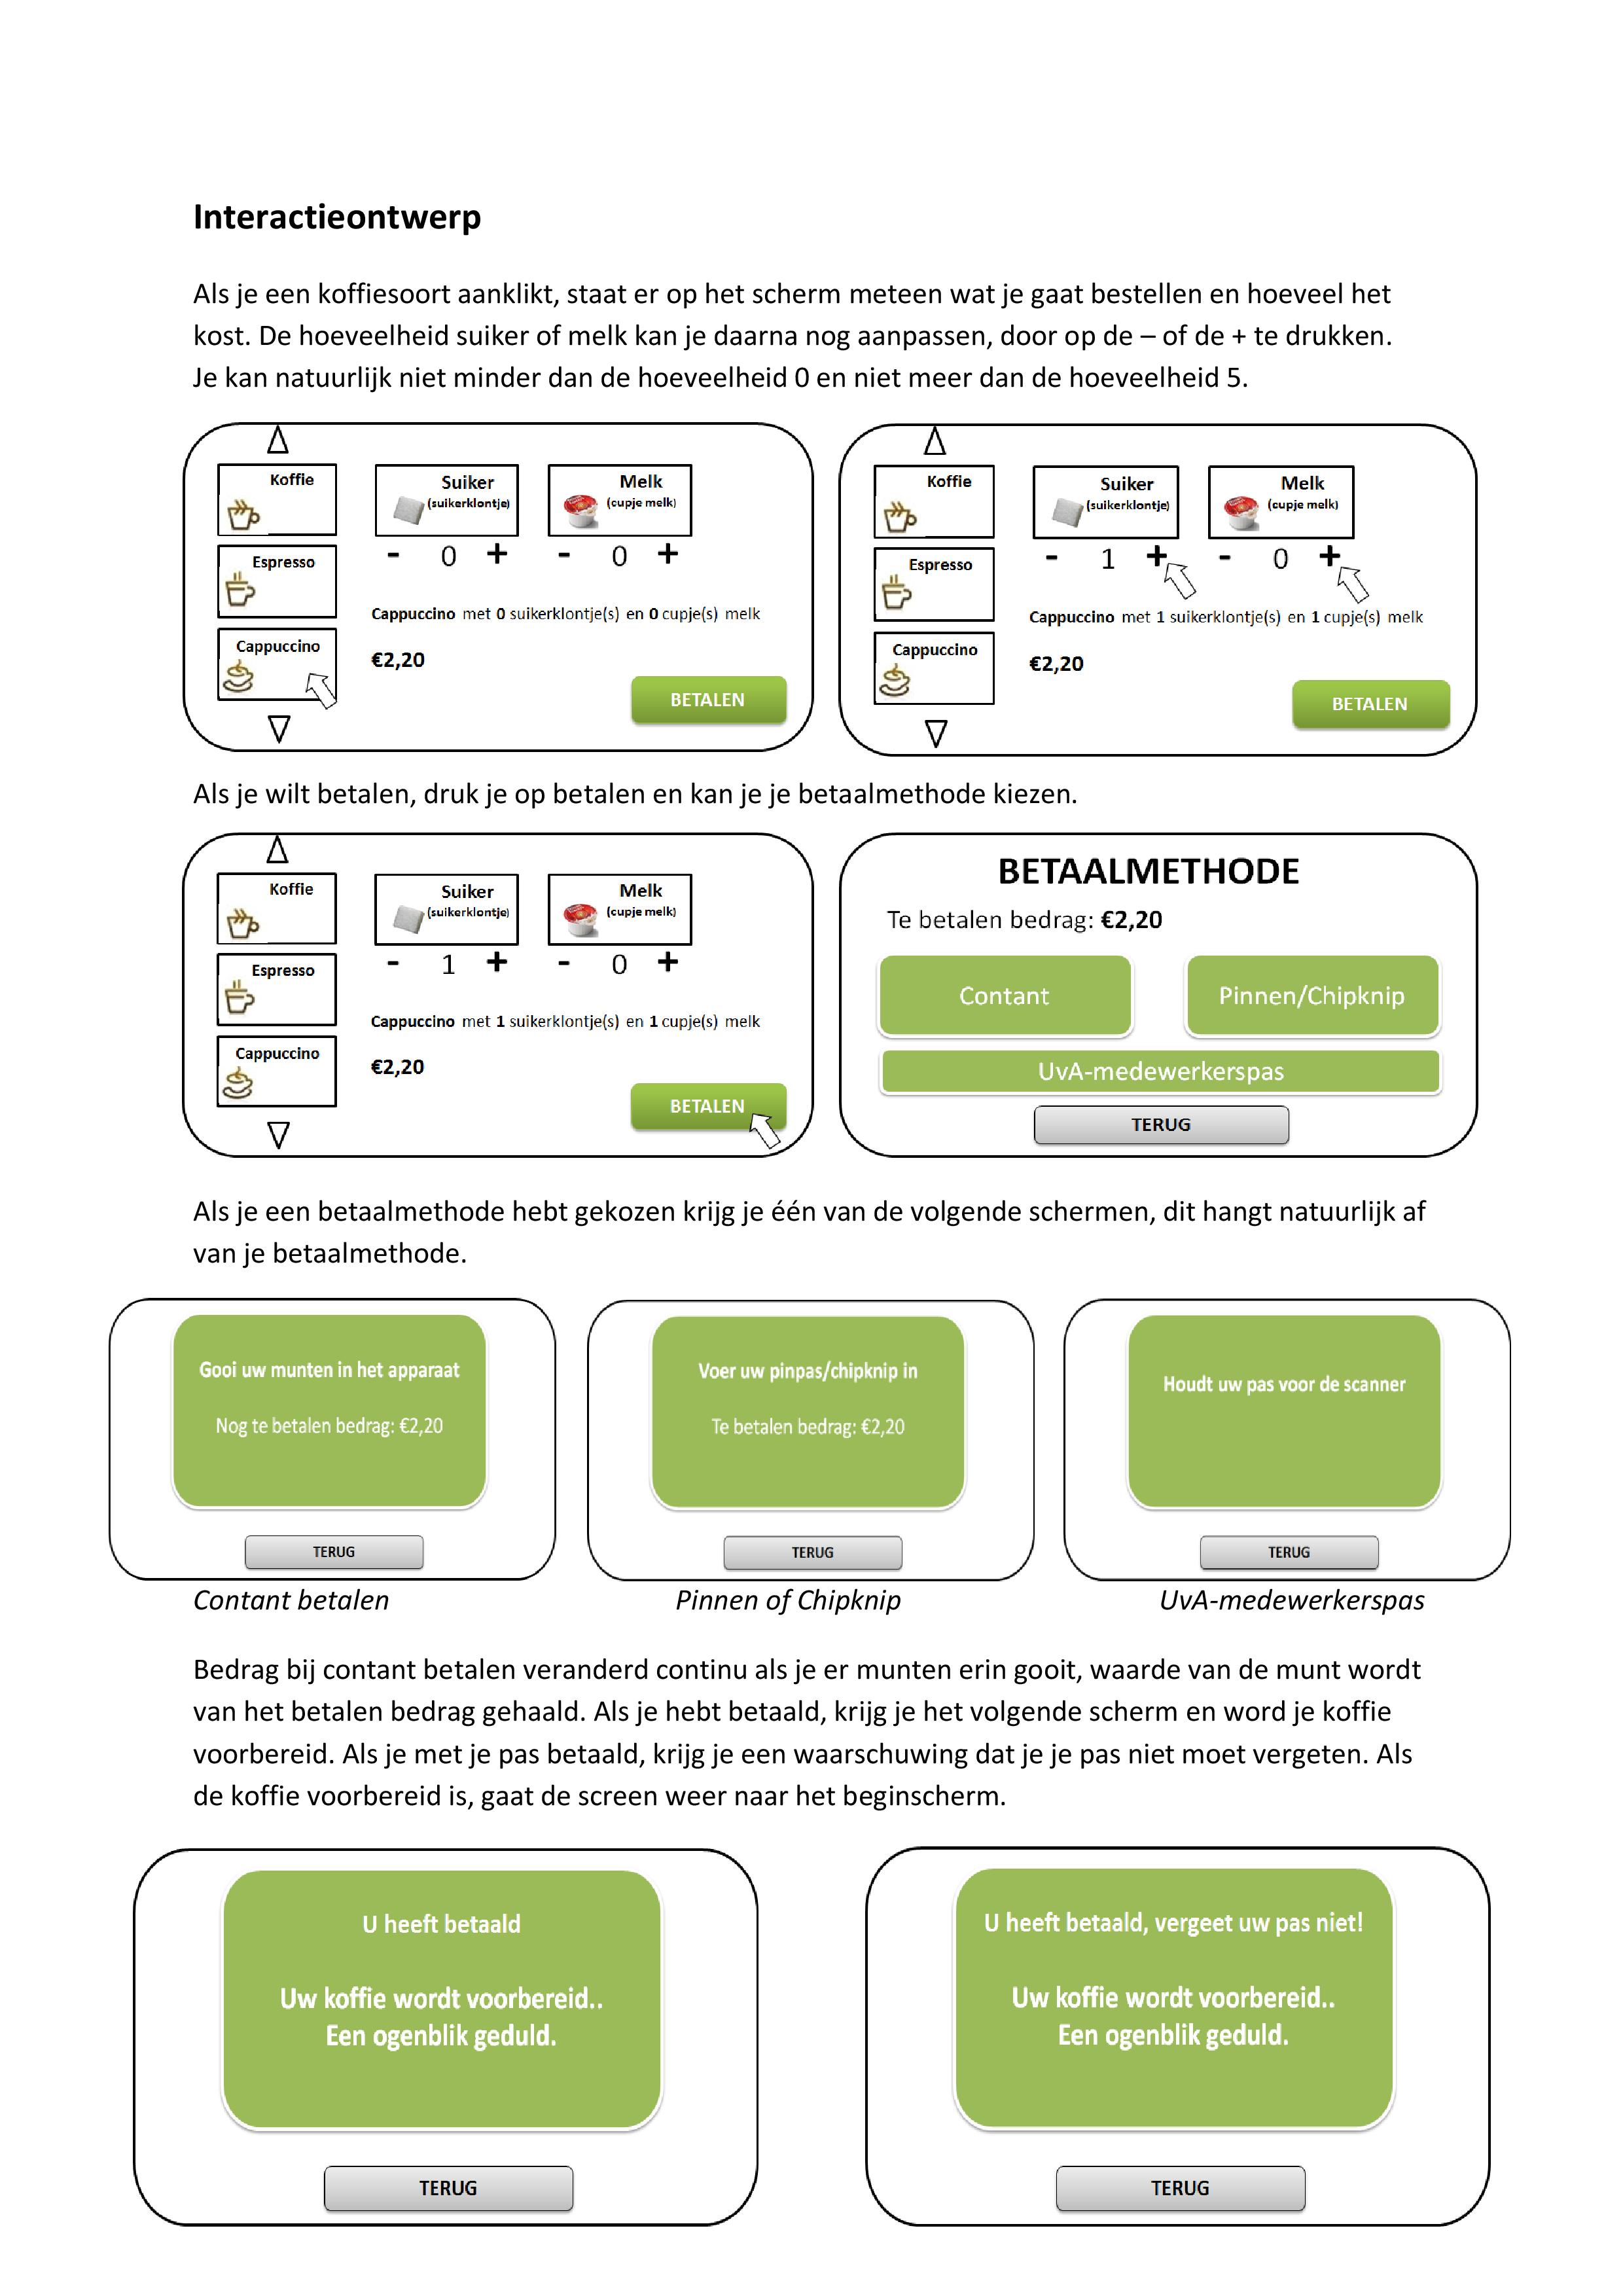 Interactieontwerp
Als je een koffiesoort aanklikt, staat er op het scherm meteen wat je gaat bestellen en hoeveel het
kost. De hoeveelheid suiker of melk kan je daarna nog aanpassen, door op de – of de + te drukken.
Je kan natuurlijk niet minder dan de hoeveelheid 0 en niet meer dan de hoeveelheid 5.
Koffie
Espresso
Cappuccino
Suiker
(suikerklontje)
Melk
(cupje melk)
- 0 + - 0 +
Cappuccino met 0 suikerklontje(s) en 0 cupje(s) melk
€2,20
BETALEN
Koffie
Espresso
Cappuccino
Suiker
(suikerklontje)
Melk
(cupje melk)
- 1 + - 0 +
Cappuccino met 1 suikerklontje(s) en 1 cupje(s) melk
€2,20
BETALEN
Als je wilt betalen, druk je op betalen en kan je je betaalmethode kiezen.
Koffie
Espresso
Cappuccino
Suiker
(suikerklontje)
Melk
(cupje melk)
- 1 + - 0 +
Cappuccino met 1 suikerklontje(s) en 1 cupje(s) melk
€2,20
BETALEN
BETAALMETHODE
Te betalen bedrag: €2,20
Contant
Pinnen/Chipknip
UvA-medewerkerspas
TERUG
Als je een betaalmethode hebt gekozen krijg je één van de volgende schermen, dit hangt natuurlijk af
van je betaalmethode.
Gooi uw munten in het apparaat
Nog te betalen bedrag: €2,20
TERUG
Voer uw pinpas/chipknip in
Te betalen bedrag: €2,20
TERUG
Houdt uw pas voor de scanner
TERUG
Contant betalen
Pinnen of Chipknip
UvA-medewerkerspas
Bedrag bij contant betalen veranderd continu als je er munten erin gooit, waarde van de munt wordt
van het betalen bedrag gehaald. Als je hebt betaald, krijg je het volgende scherm en word je koffie
voorbereid. Als je met je pas betaald, krijg je een waarschuwing dat je je pas niet moet vergeten. Als
de koffie voorbereid is, gaat de screen weer naar het beginscherm.
U heeft betaald
Uw koffie wordt voorbereid..
Een ogenblik geduld.
TERUG
U heeft betaald, vergeet uw pas niet!
Uw koffie wordt voorbereid..
Een ogenblik geduld.
TERUG